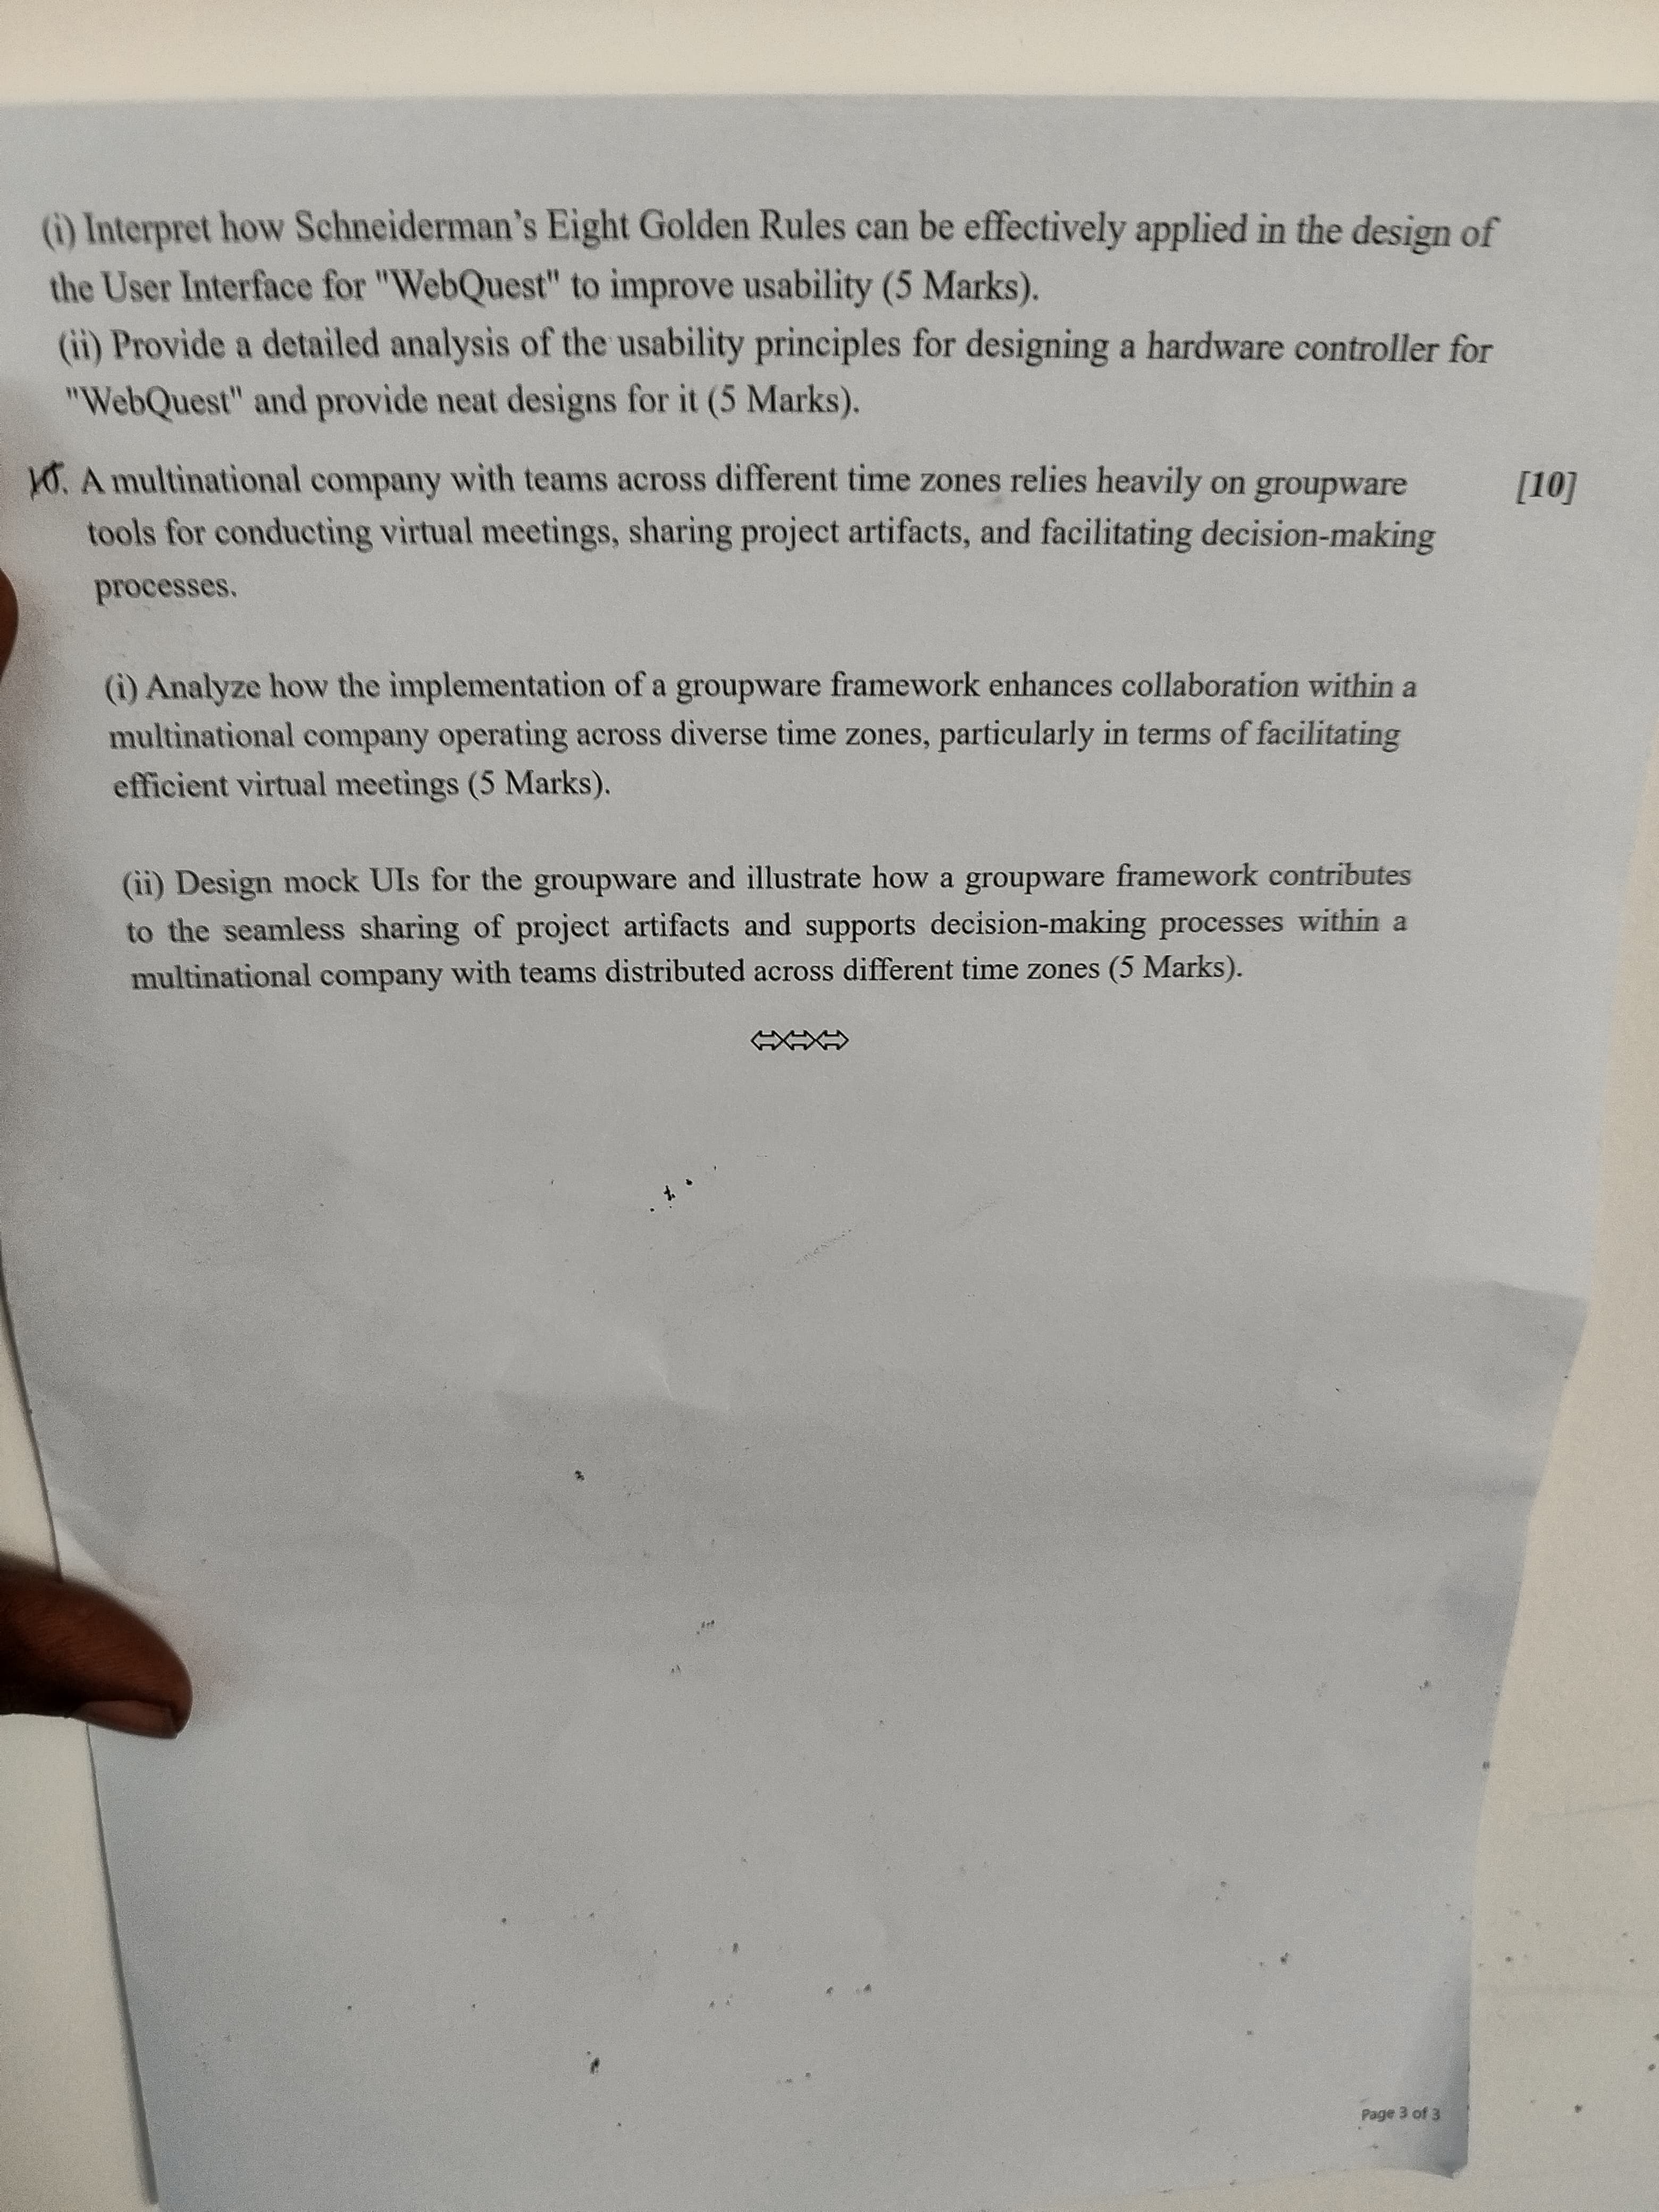 (i) Interpret how Schneiderman's Eight Golden Rules can be effectively applied in the design of
the User Interface for "WebQuest" to improve usability (5 Marks).
(ii) Provide a detailed analysis of the usability principles for designing a hardware controller for
"WebQuest" and provide neat designs for it (5 Marks).
10. A multinational company with teams across different time zones relies heavily on groupware [10]
tools for conducting virtual meetings, sharing project artifacts, and facilitating decision-making
processes.
(i) Analyze how the implementation of a groupware framework enhances collaboration within a
multinational company operating across diverse time zones, particularly in terms of facilitating
efficient virtual meetings (5 Marks).
(ii) Design mock UIs for the groupware and illustrate how a groupware framework contributes
to the seamless sharing of project artifacts and supports decision-making processes within a
multinational company with teams distributed across different time zones (5 Marks).
⇔⇔⇔
Page 3 of 3